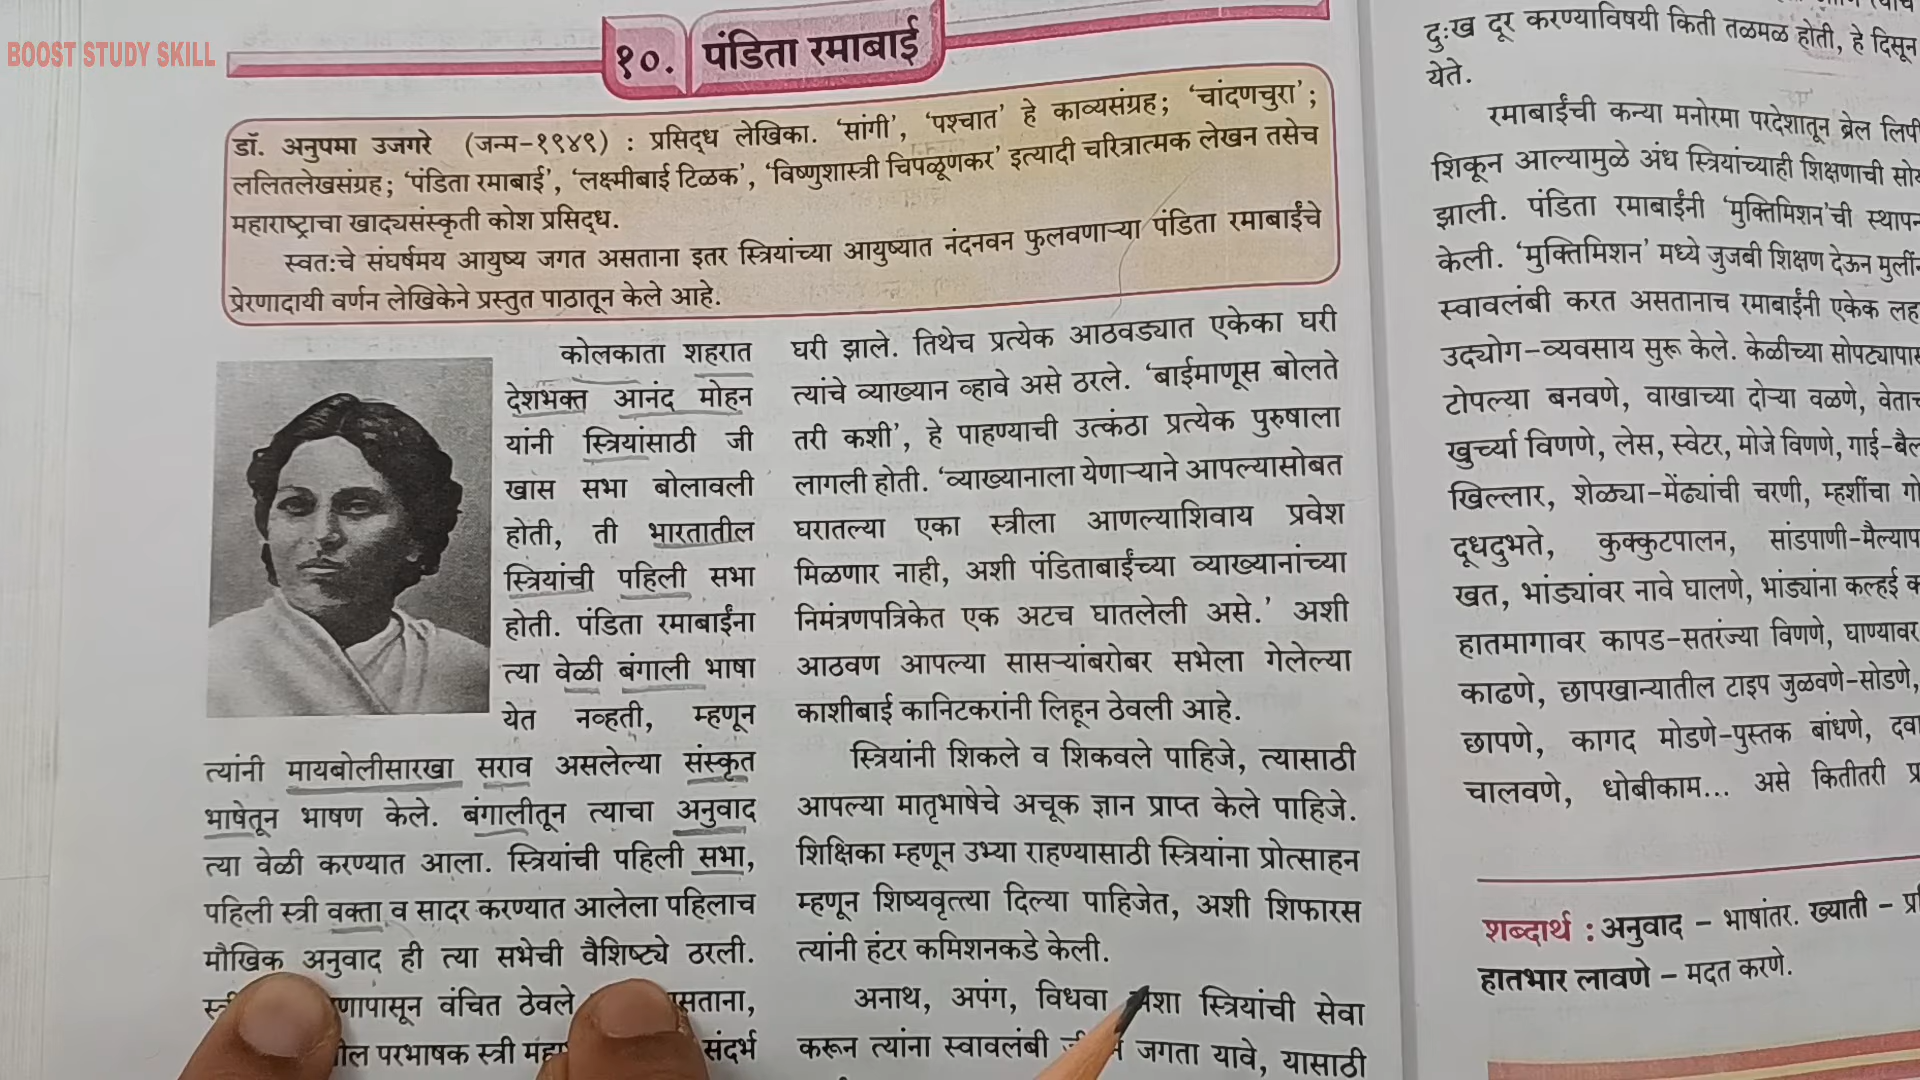 BOOST STUDY SKILL
१०. पंडिता रमाबाई
डॉ. अनुपमा उजगरे (जन्म-१९४९) : प्रसिद्ध लेखिका. 'सांगी', 'पश्चात' हे काव्यसंग्रह; 'चांदणचुरा';
ललितलेखसंग्रह; 'पंडिता रमाबाई', 'लक्ष्मीबाई टिळक', 'विष्णुशास्त्री चिपळूणकर' इत्यादी चरित्रात्मक लेखन तसेच
महाराष्ट्राचा खाद्यसंस्कृती कोश प्रसिद्ध.
स्वतःचे संघर्षमय आयुष्य जगत असताना इतर स्त्रियांच्या आयुष्यात नंदनवन फुलवणाऱ्या पंडिता रमाबाईंचे
प्रेरणादायी वर्णन लेखिकेने प्रस्तुत पाठातून केले आहे.
कोलकाता शहरात
देशभक्त आनंद मोहन
यांनी स्त्रियांसाठी जी
खास सभा बोलावली
होती, ती भारतातील
स्त्रियांची पहिली सभा
होती. पंडिता रमाबाईंना
त्या वेळी बंगाली भाषा
येत नव्हती, म्हणून
त्यांनी मायबोलीसारखा सराव असलेल्या संस्कृत
भाषेतून भाषण केले. बंगालीतून त्याचा अनुवाद
त्या वेळी करण्यात आला. स्त्रियांची पहिली सभा,
पहिली स्त्री वक्ता व सादर करण्यात आलेला पहिलाच
मौखिक अनुवाद ही त्या सभेची वैशिष्ट्ये ठरली.
वंचित ठेवले
परभाषक स्त्री संदर्भ
घरी झाले. तिथेच प्रत्येक आठवड्यात एकेका घरी
त्यांचे व्याख्यान व्हावे असे ठरले. 'बाईमाणूस बोलते
तरी कशी', हे पाहण्याची उत्कंठा प्रत्येक पुरुषाला
लागली होती. 'व्याख्यानाला येणाऱ्याने आपल्यासोबत
घरातल्या एका स्त्रीला आणल्याशिवाय प्रवेश
मिळणार नाही, अशी पंडिताबाईंच्या व्याख्यानांच्या
निमंत्रणपत्रिकेत एक अटच घातलेली असे.' अशी
आठवण आपल्या सासऱ्यांबरोबर सभेला गेलेल्या
काशीबाई कानिटकरांनी लिहून ठेवली आहे.
स्त्रियांनी शिकले व शिकवले पाहिजे, त्यासाठी
आपल्या मातृभाषेचे अचूक ज्ञान प्राप्त केले पाहिजे.
शिक्षिका म्हणून उभ्या राहण्यासाठी स्त्रियांना प्रोत्साहन
म्हणून शिष्यवृत्त्या दिल्या पाहिजेत, अशी शिफारस
त्यांनी हंटर कमिशनकडे केली.
अनाथ, अपंग, विधवा स्त्रियांची सेवा
करून त्यांना स्वावलंबी जगता यावे, यासाठी
दुःख दूर करण्याविषयी किती तळमळ होती, हे दिसून
येते.
रमाबाईंची कन्या मनोरमा परदेशातून ब्रेल लिपी
शिकून आल्यामुळे अंध स्त्रियांच्याही शिक्षणाची
झाली. पंडिता रमाबाईंनी 'मुक्तिमिशन'ची
केली. 'मुक्तिमिशन' मध्ये जुजबी शिक्षण देऊन
स्वावलंबी करत असतानाच रमाबाईंनी एकेक
उद्योग-व्यवसाय सुरू केले. केळीच्या
टोपल्या बनवणे, वाखाच्या दोऱ्या वळणे,
खुर्च्या विणणे, लेस, स्वेटर, मोजे विणणे,
खिल्लार, शेळ्या-मेंढ्यांची चरणी, म्हशींचा
दूधदुभते, कुक्कुटपालन,
खत, भांड्यांवर नावे घालणे, भांड्यांना कल्हई
हातमागावर कापड-सतरंज्या विणणे, घाण्यावर
काढणे, छापखान्यातील टाइप जुळवणे-सोडणे,
छापणे, कागद मोडणे-पुस्तक बांधणे,
चालवणे, धोबीकाम... असे कितीतरी
शब्दार्थ : अनुवाद – भाषांतर. ख्याती –
हातभार लावणे – मदत करणे.